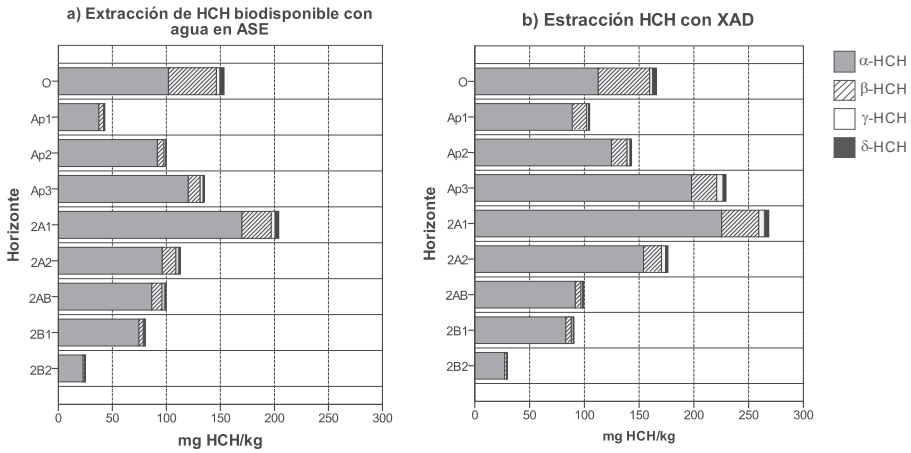 a) Extracción de HCH biodisponible con
agua en ASE
Horizonte
O
Ap1
Ap2
Ap3
2A1
2A2
2AB
2B1
2B2
0 50 100 150 200 250 300
mg HCH/kg
b) Estracción HCH con XAD
Horizonte
O
Ap1
Ap2
Ap3
2A1
2A2
2AB
2B1
2B2
0 50 100 150 200 250 300
mg HCH/kg
α-HCH
β-HCH
γ-HCH
δ-HCH